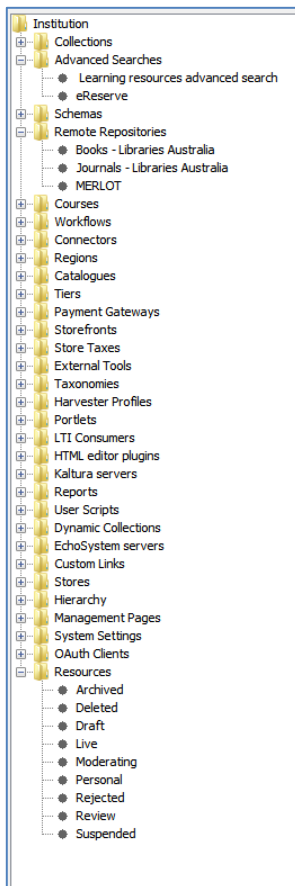 Institution
Collections
Advanced Searches
Learning resources advanced search
eReserve
Schemas
Remote Repositories
Books - Libraries Australia
Journals - Libraries Australia
MERLOT
Courses
Workflows
Connectors
Regions
Catalogues
Tiers
Payment Gateways
Storefronts
Store Taxes
External Tools
Taxonomies
Harvester Profiles
Portlets
LTI Consumers
HTML editor plugins
Kaltura servers
Reports
User Scripts
Dynamic Collections
EchoSystem servers
Custom Links
Stores
Hierarchy
Management Pages
System Settings
OAuth Clients
Resources
Archived
Deleted
Draft
Live
Moderating
Personal
Rejected
Review
Suspended